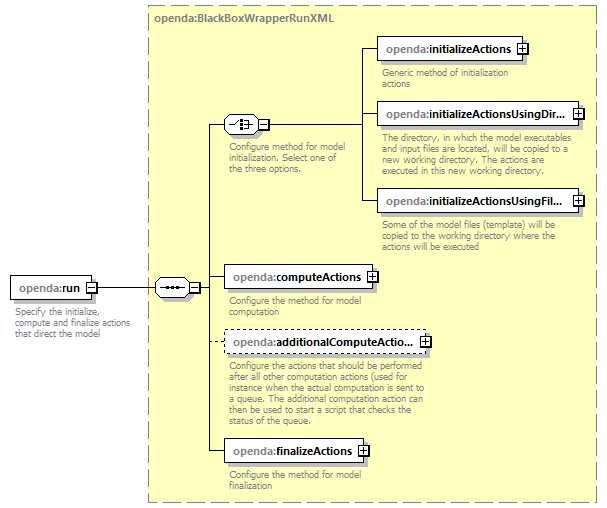 openda:BlackBoxWrapperRunXML
openda:initializeActions
Generic method of initialization
actions
openda:initializeActionsUsingDir...
The directory, in which the model executables
and input files are located, will be copied to a
new working directory. The actions are
executed in this new working directory.
Configure method for model
initialization. Select one of
the three options.
openda:initializeActionsUsingFil...
Some of the model files (template) will be
copied to the working directory where the
actions will be executed
openda:run
Specify the initialize,
compute and finalize actions
that direct the model
openda:computeActions
Configure the method for model
computation
openda:additionalComputeActio...
Configure the actions that should be performed
after all other computation actions (used for
instance when the actual computation is sent to
a queue. The additional computation action can
then be used to start a script that checks the
status of the queue.
openda:finalizeActions
Configure the method for model
finalization